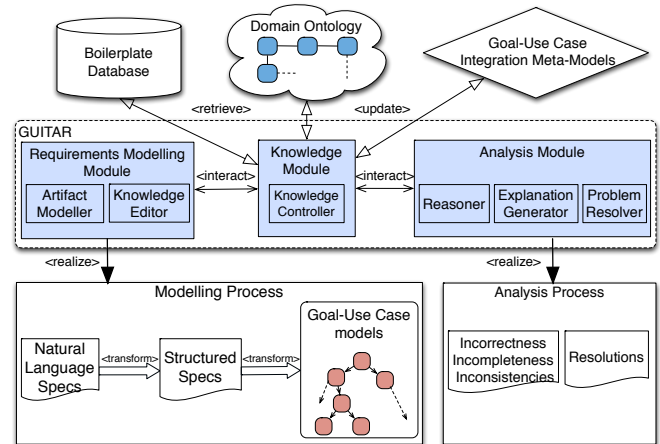 Boilerplate
Database
Domain Ontology
Goal-Use Case
Integration Meta-Models
<retrieve>
<update>
GUITAR
Requirements Modelling
Module
Artifact
Modeller
Knowledge
Editor
<interact>
Knowledge
Module
Knowledge
Controller
<interact>
Analysis Module
Reasoner
Explanation
Generator
Problem
Resolver
<realize>
<realize>
Modelling Process
Natural
Language
Specs
<transform>
Structured
Specs
<transform>
Goal-Use Case
models
Analysis Process
Incorrectness
Incompleteness
Inconsistencies
Resolutions